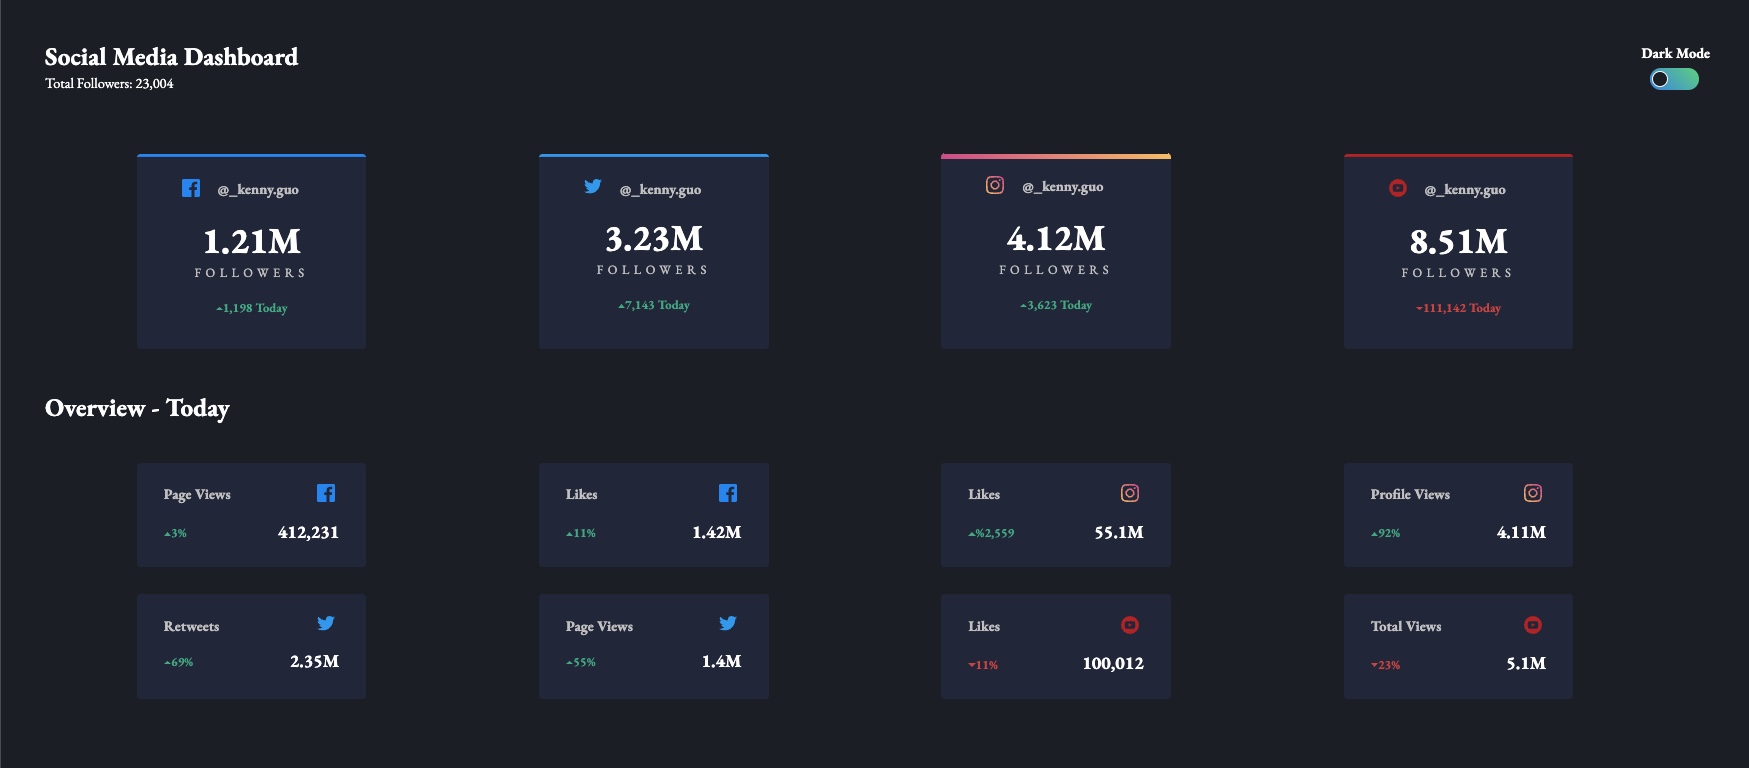 Social Media Dashboard
Total Followers: 23,004
Dark Mode
@_kenny.guo
1.21M
FOLLOWERS
1,198 Today
@_kenny.guo
3.23M
FOLLOWERS
7,143 Today
@_kenny.guo
4.12M
FOLLOWERS
3,623 Today
@_kenny.guo
8.51M
FOLLOWERS
111,142 Today
Overview - Today
Page Views
3% 412,231
Likes
11% 1.42M
Likes
%2,559 55.1M
Profile Views
92% 4.11M
Retweets
69% 2.35M
Page Views
55% 1.4M
Likes
11% 100,012
Total Views
23% 5.1M